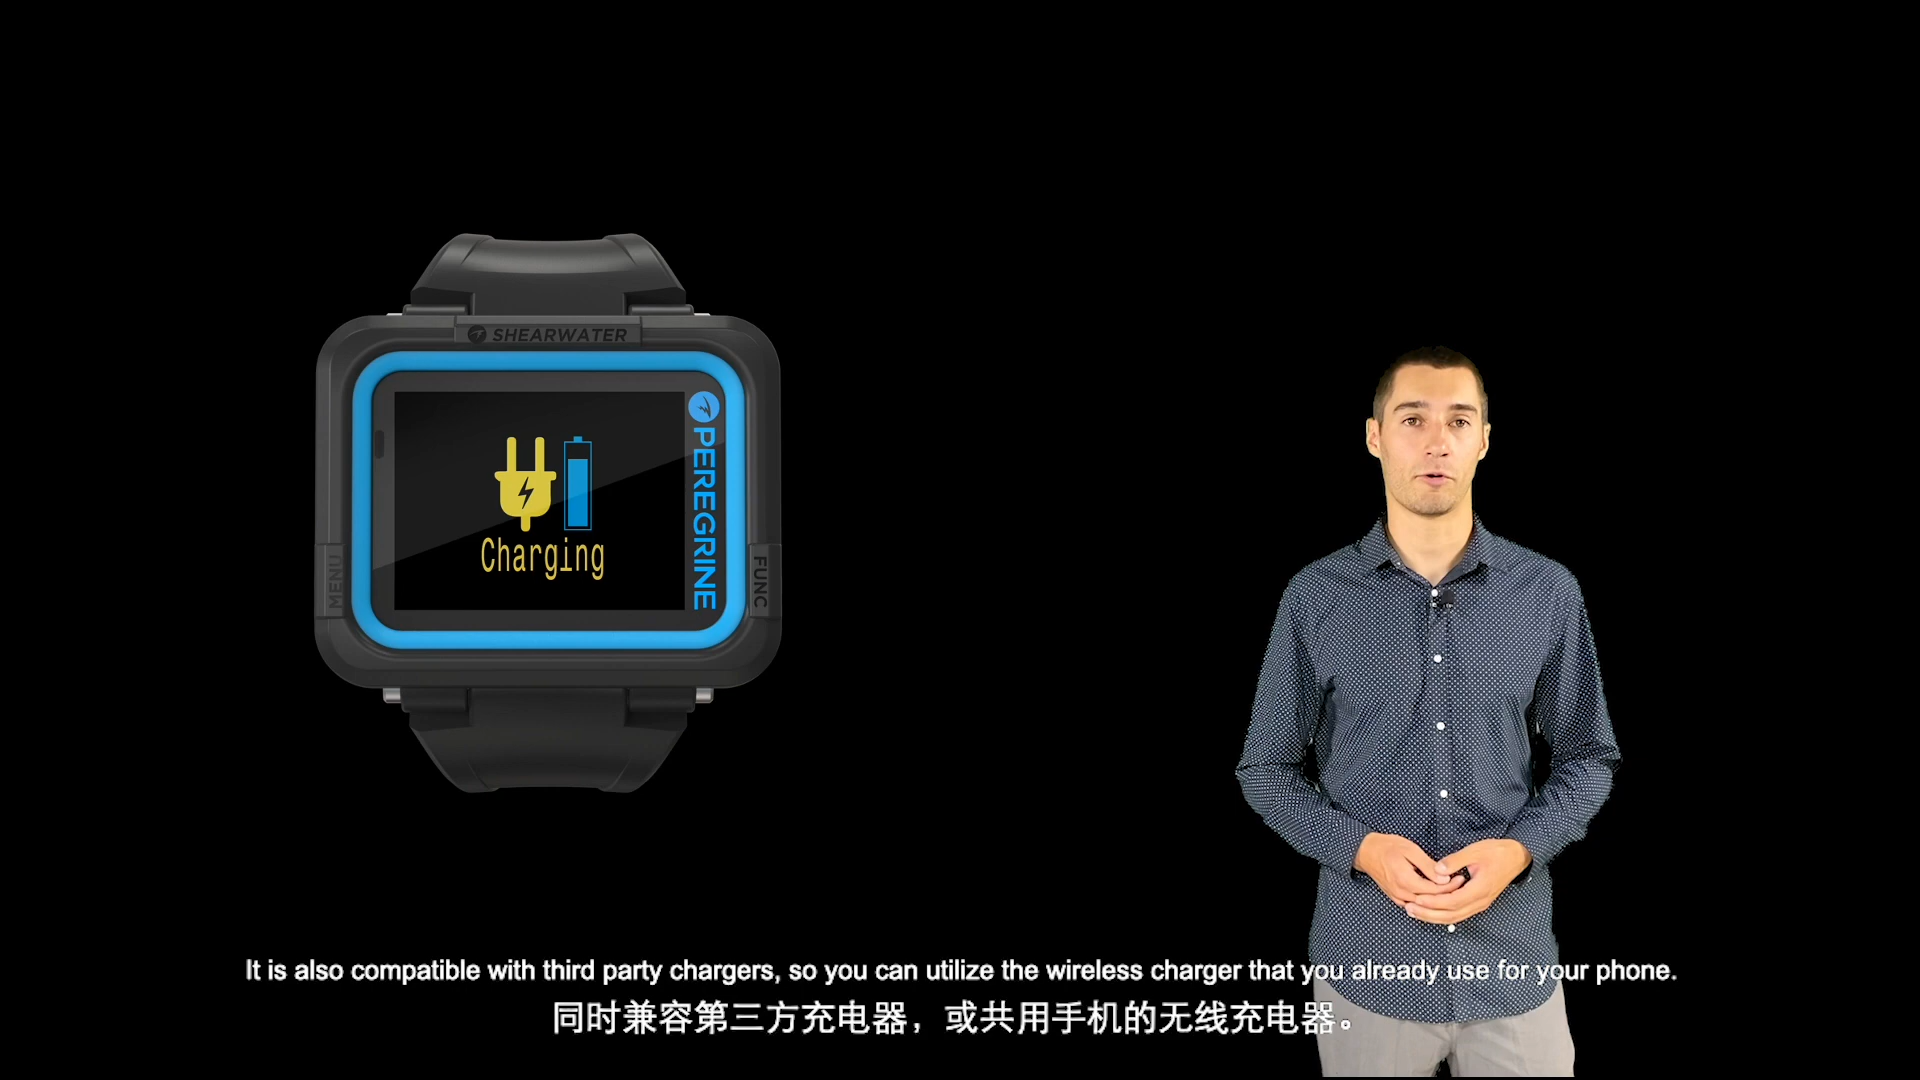 SHEARWATER
PEREGRINE
Charging
MENU
FUNC
It is also compatible with third party chargers, so you can utilize the wireless charger that you already use for your phone.
同时兼容第三方充电器，或共用手机的无线充电器。